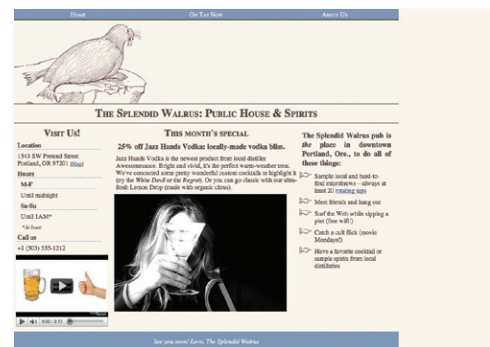 Home
On Tap Now
About Us
The Splendid Walrus: Public House & Spirits
Visit Us!
Location
1543 SW Pretend Street
Portland, OR 97201 (Map)
Hours
M-F
Until midnight
Sa-Su
Until 1AM*
*At least
Call us
+1 (503) 555-1212
This month's special
25% off Jazz Hands Vodka: locally-made vodka bliss.
Jazz Hands Vodka is the newest product from local distiller
Awesomesauce. Bright and vivid, it's the perfect warm-weather treat.
We've concocted some pretty wonderful custom cocktails to highlight it
(try the White Devil or the Regret). Or you can go classic with our ultra-
fresh Lemon Drop (made with organic citrus).
The Splendid Walrus pub is
the place in downtown
Portland, Ore., to do all of
these things:
Sample local and hard-to-
find microbrews—always at
least 20 rotating taps
Meet friends and hang out
Surf the Web while sipping a
pint (free wifi!)
Catch a cult flick (movie
Mondays!)
Have a favorite cocktail or
sample spirits from local
distilleries
See you soon! Love, The Splendid Walrus